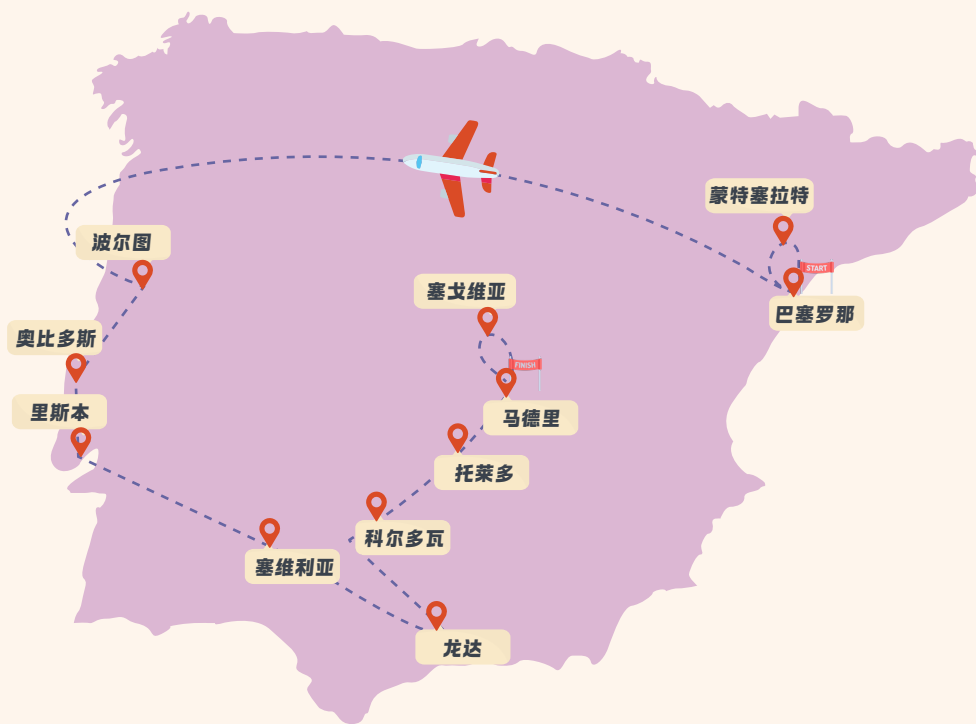 蒙特塞拉特
START
巴塞罗那
波尔图
奥比多斯
里斯本
塞戈维亚
FINISH
马德里
托莱多
科尔多瓦
塞维利亚
龙达